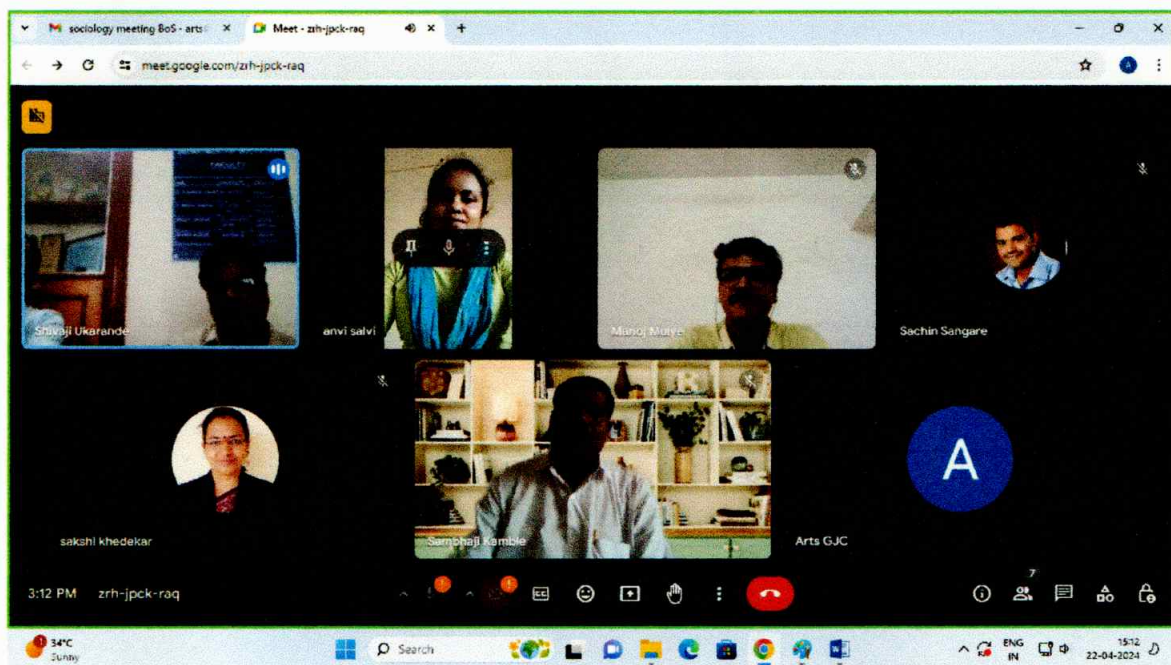 sociology meeting BoS - arts
Meet - zrh-jpck-raq
meet.google.com/zrh-jpck-raq
A
FACULTY
Shivaji Ukarande
anvi salvi
Manoj Mulye
Sachin Sangare
sakshi khedekar
Sambhaji Kamble
A
Arts GJC
3:12 PM zrh-jpck-raq
7
34°C
Sunny
Search
ENG
IN
15:12
22-04-2024